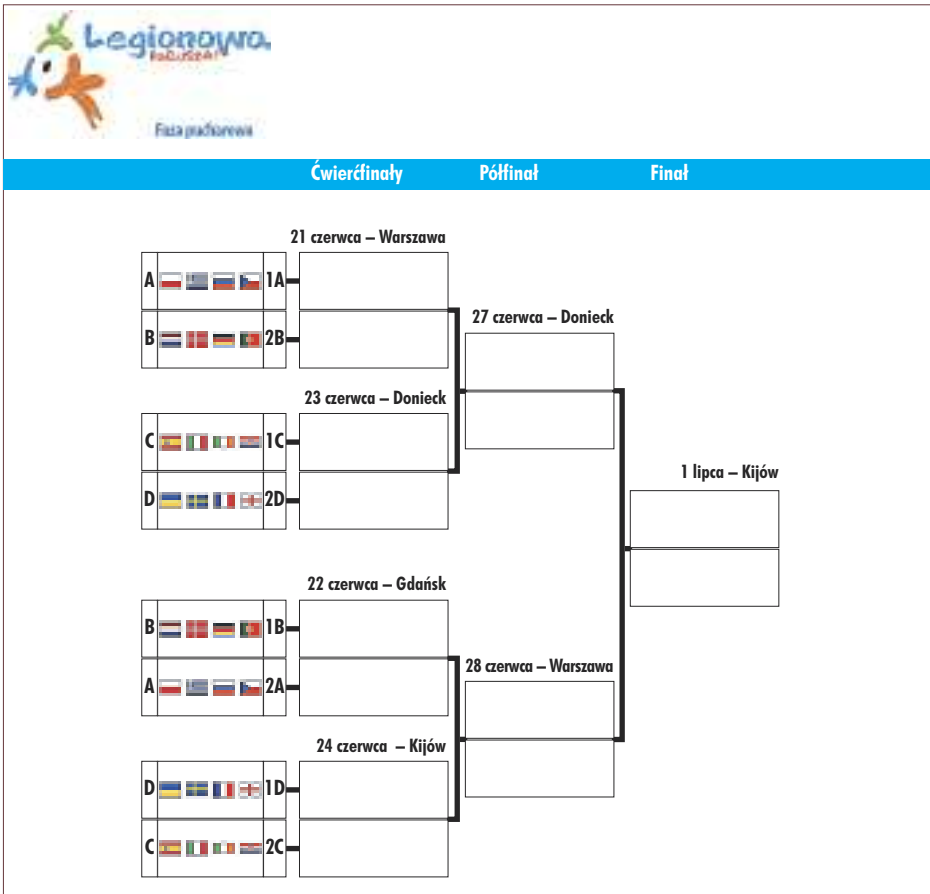 Legionowo
Faza pucharowa
Ćwierćfinały Półfinał Finał
21 czerwca – Warszawa
A 1A
B 2B
27 czerwca – Donieck
23 czerwca – Donieck
C 1C
D 2D
1 lipca – Kijów
22 czerwca – Gdańsk
B 1B
A 2A
28 czerwca – Warszawa
24 czerwca – Kijów
D 1D
C 2C